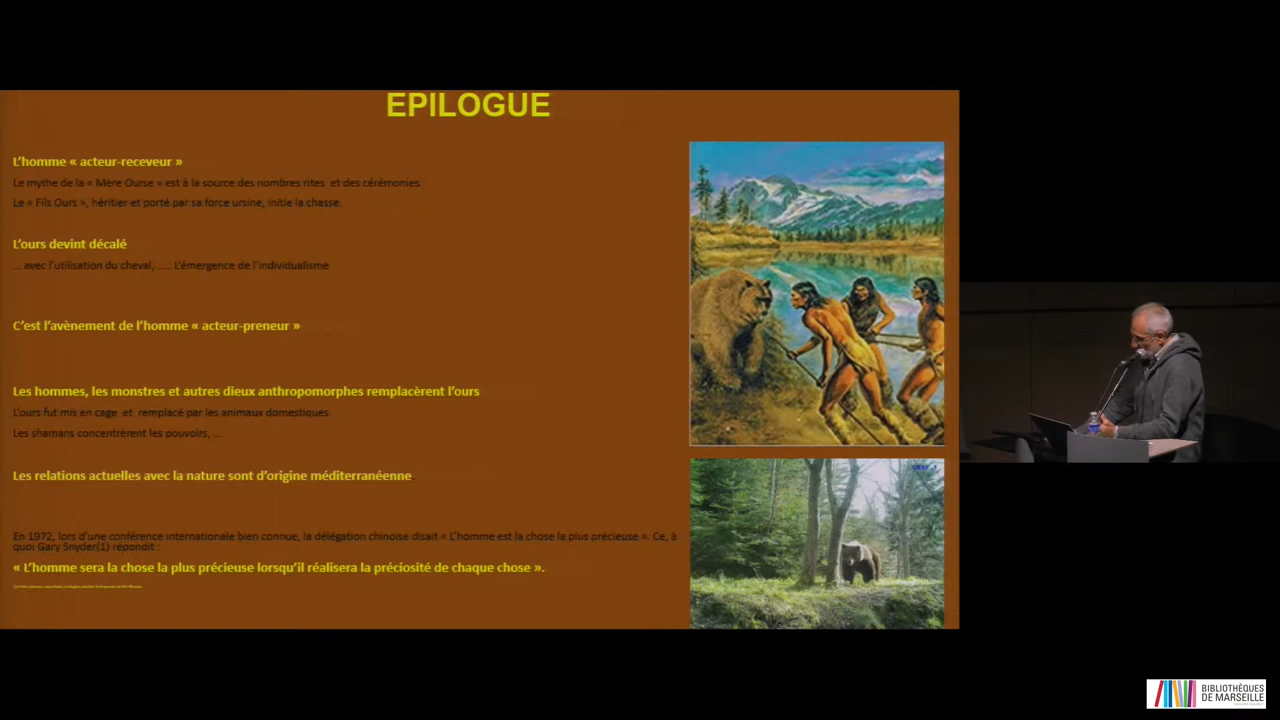 EPILOGUE
L'homme « acteur-receveur »
Le mythe de la « Mère Ourse » est à la source des nombres rites et des cérémonies.
Le « Fils Ours », héritier et porté par sa force ursine, initie la chasse.
L'ours devint décalé
... avec l'utilisation du cheval, ..... L'émergence de l'individualisme
C'est l'avènement de l'homme « acteur-preneur »
Les hommes, les monstres et autres dieux anthropomorphes remplacèrent l'ours
L'ours fut mis en cage et remplacé par les animaux domestiques
Les shamans concentrèrent les pouvoirs, ...
Les relations actuelles avec la nature sont d'origine méditerranéenne
En 1972, lors d'une conférence internationale bien connue, la délégation chinoise disait « L'homme est la chose la plus précieuse ». Ce, à
quoi Gary Snyder(1) répondit :
« L'homme sera la chose la plus précieuse lorsqu'il réalisera la préciosité de chaque chose ».
BIBLIOTHÈQUES
DE MARSEILLE